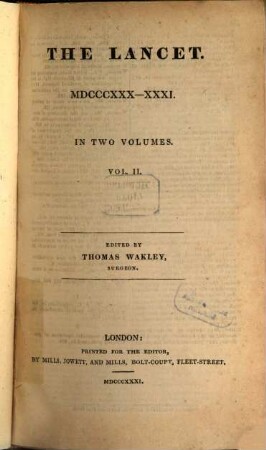 THE LANCET.
MDCCCXXX—XXXI.
IN TWO VOLUMES.
VOL. II.
EDITED BY
THOMAS WAKLEY,
SURGEON.
LONDON:
PRINTED FOR THE EDITOR,
BY MILLS, JOWETT, AND MILLS, BOLT-COURT, FLEET-STREET.
MDCCCXXXI.